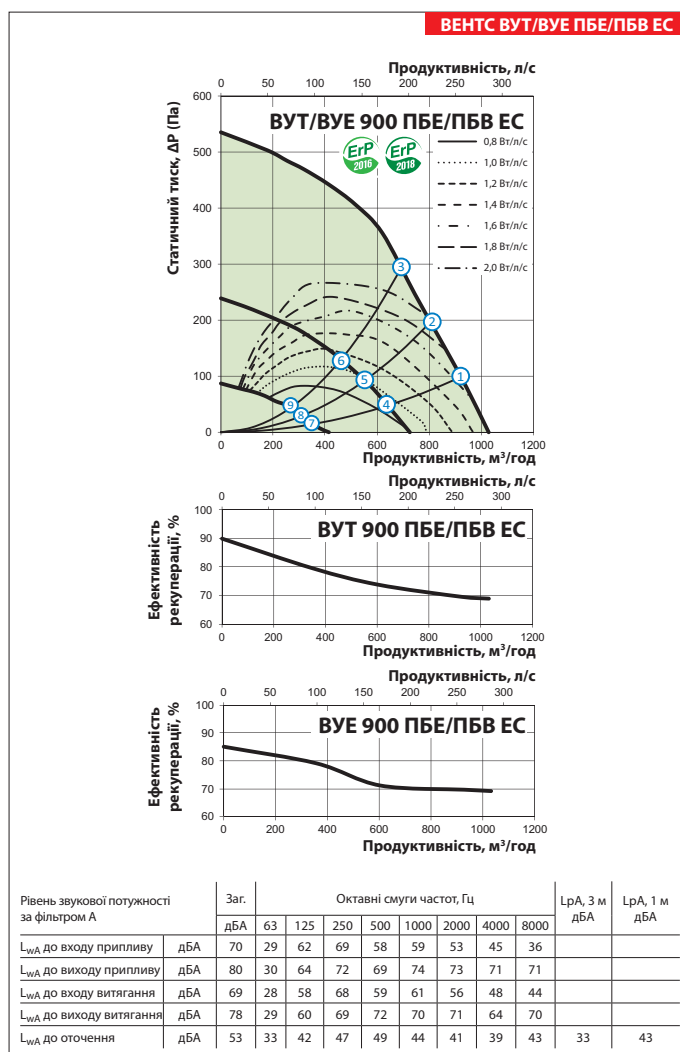 ВЕНТС ВУТ/ВУЕ ПБЕ/ПБВ ЕС
Продуктивність, л/с
0 50 100 150 200 250 300
ВУТ/ВУЕ 900 ПБЕ/ПБВ ЕС
ErP 2016
ErP 2018
0,8 Вт/л/с
1,0 Вт/л/с
1,2 Вт/л/с
1,4 Вт/л/с
1,6 Вт/л/с
1,8 Вт/л/с
2,0 Вт/л/с
Статичний тиск, ΔP (Па)
600
500
400
300
200
100
0
3
2
1
6
5
4
9
8
7
0 200 400 600 800 1000 1200
Продуктивність, м³/год
Продуктивність, л/с
0 50 100 150 200 250 300
ВУТ 900 ПБЕ/ПБВ ЕС
Ефективність
рекуперації, %
100
90
80
70
60
0 200 400 600 800 1000 1200
Продуктивність, м³/год
Продуктивність, л/с
0 50 100 150 200 250 300
ВУЕ 900 ПБЕ/ПБВ ЕС
Ефективність
рекуперації, %
100
90
80
70
60
0 200 400 600 800 1000 1200
Продуктивність, м³/год
Рівень звукової потужності
за фільтром А
Заг. Октавні смуги частот, Гц LpA, 3 м дБА LpA, 1 м дБА
дБА 63 125 250 500 1000 2000 4000 8000
LwA до входу припливу дБА 70 29 62 69 58 59 53 45 36
LwA до виходу припливу дБА 80 30 64 72 69 74 73 71 71
LwA до входу витягання дБА 69 28 58 68 59 61 56 48 44
LwA до виходу витягання дБА 78 29 60 69 72 70 71 64 70
LwA до оточення дБА 53 33 42 47 49 44 41 39 43 33 43